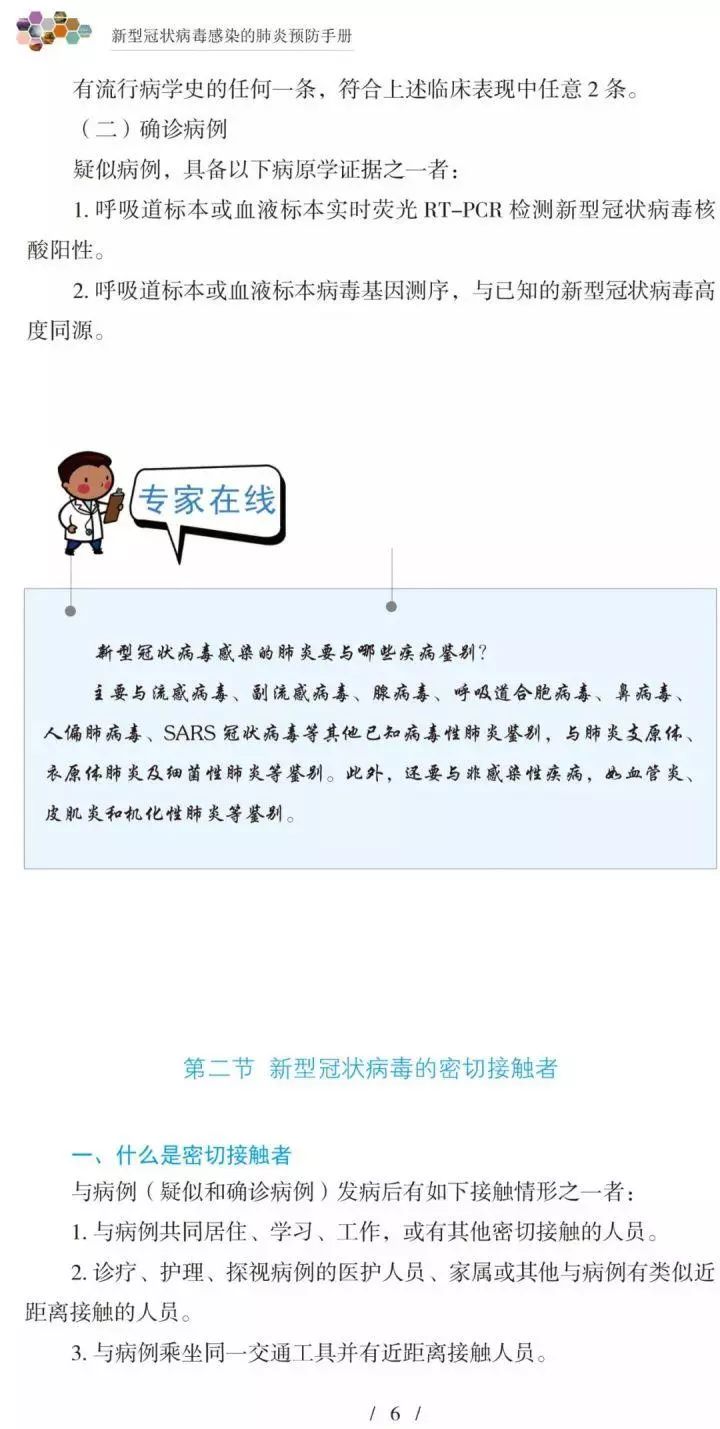 新型冠状病毒感染的肺炎预防手册
有流行病学史的任何一条，符合上述临床表现中任意 2 条。
（二）确诊病例
疑似病例，具备以下病原学证据之一者：
1. 呼吸道标本或血液标本实时荧光 RT-PCR 检测新型冠状病毒核
酸阳性。
2. 呼吸道标本或血液标本病毒基因测序，与已知的新型冠状病毒高
度同源。
专家在线
新型冠状病毒感染的肺炎要与哪些疾病鉴别？
主要与流感病毒、副流感病毒、腺病毒、呼吸道合胞病毒、鼻病毒、
人偏肺病毒、SARS 冠状病毒等其他已知病毒性肺炎鉴别，与肺炎支原体、
衣原体肺炎及细菌性肺炎等鉴别。此外，还要与非感染性疾病，如血管炎、
皮肌炎和机化性肺炎等鉴别。
第二节 新型冠状病毒的密切接触者
一、什么是密切接触者
与病例（疑似和确诊病例）发病后有如下接触情形之一者：
1. 与病例共同居住、学习、工作，或有其他密切接触的人员。
2. 诊疗、护理、探视病例的医护人员、家属或其他与病例有类似近
距离接触的人员。
3. 与病例乘坐同一交通工具并有近距离接触人员。
/ 6 /